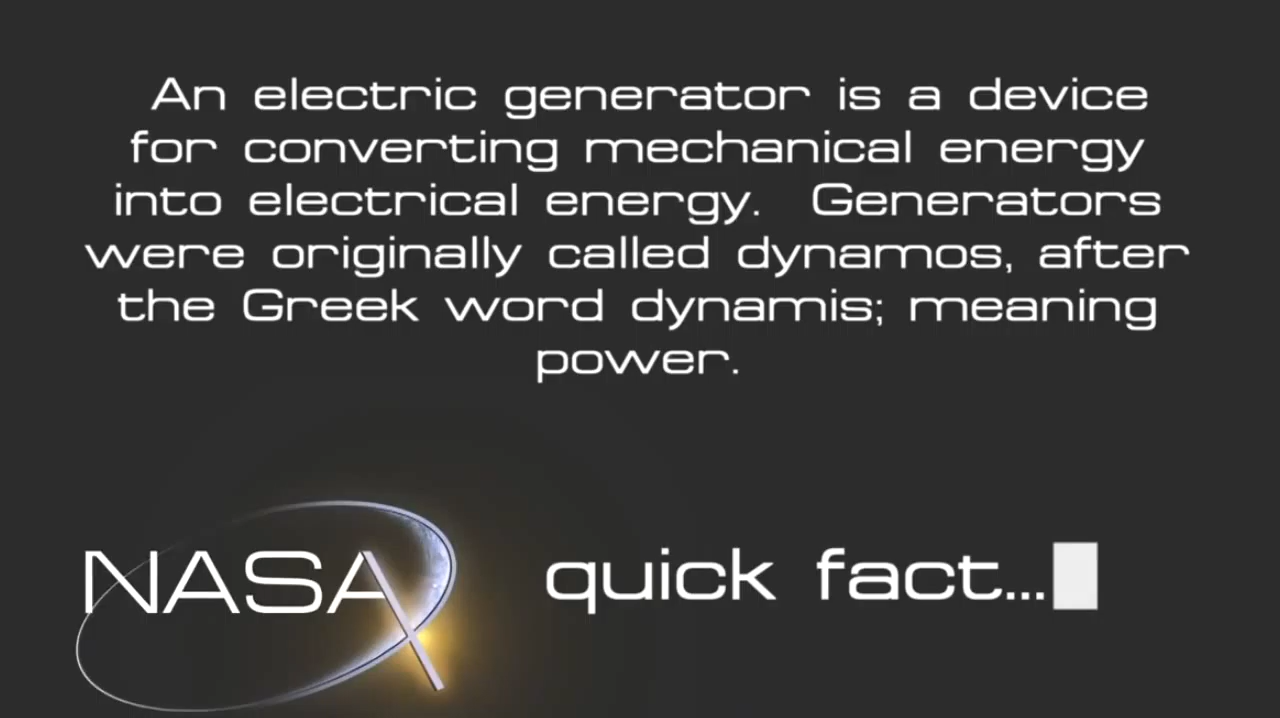 An electric generator is a device
for converting mechanical energy
into electrical energy.  Generators
were originally called dynamos, after
the Greek word dynamis; meaning
power.
NASA X
quick fact...